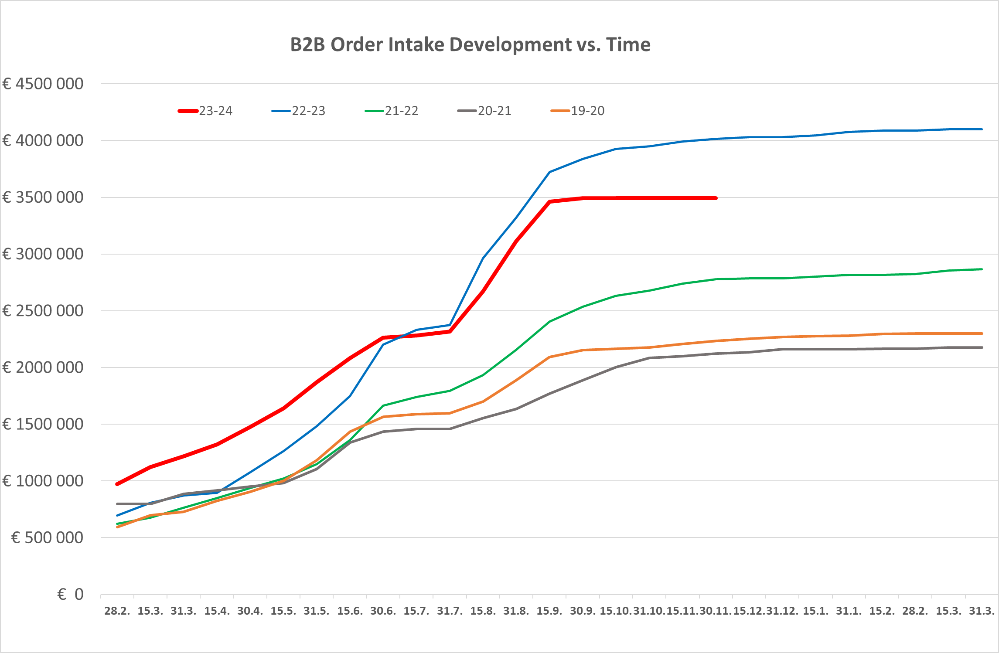 B2B Order Intake Development vs. Time
€ 4500 000
23-24 22-23 21-22 20-21 19-20
€ 4000 000
€ 3500 000
€ 3000 000
€ 2500 000
€ 2000 000
€ 1500 000
€ 1000 000
€ 500 000
€ 0
28.2. 15.3. 31.3. 15.4. 30.4. 15.5. 31.5. 15.6. 30.6. 15.7. 31.7. 15.8. 31.8. 15.9. 30.9. 15.10. 31.10. 15.11. 30.11. 15.12. 31.12. 15.1. 31.1. 15.2. 28.2. 15.3. 31.3.